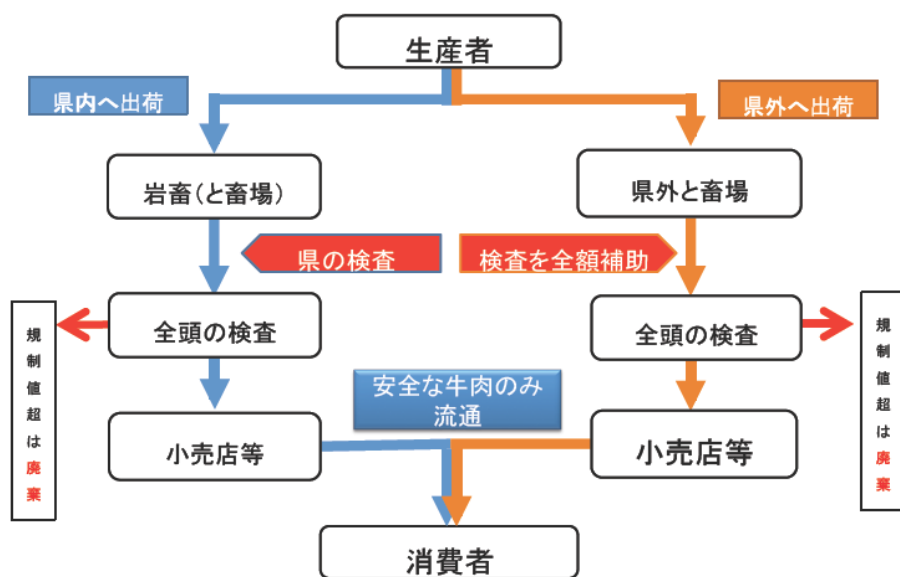 生産者
県内へ出荷
県外へ出荷
岩畜(と畜場)
県外と畜場
県の検査
検査を全額補助
全頭の検査
全頭の検査
規制値超は廃棄
規制値超は廃棄
安全な牛肉のみ
流通
小売店等
小売店等
消費者